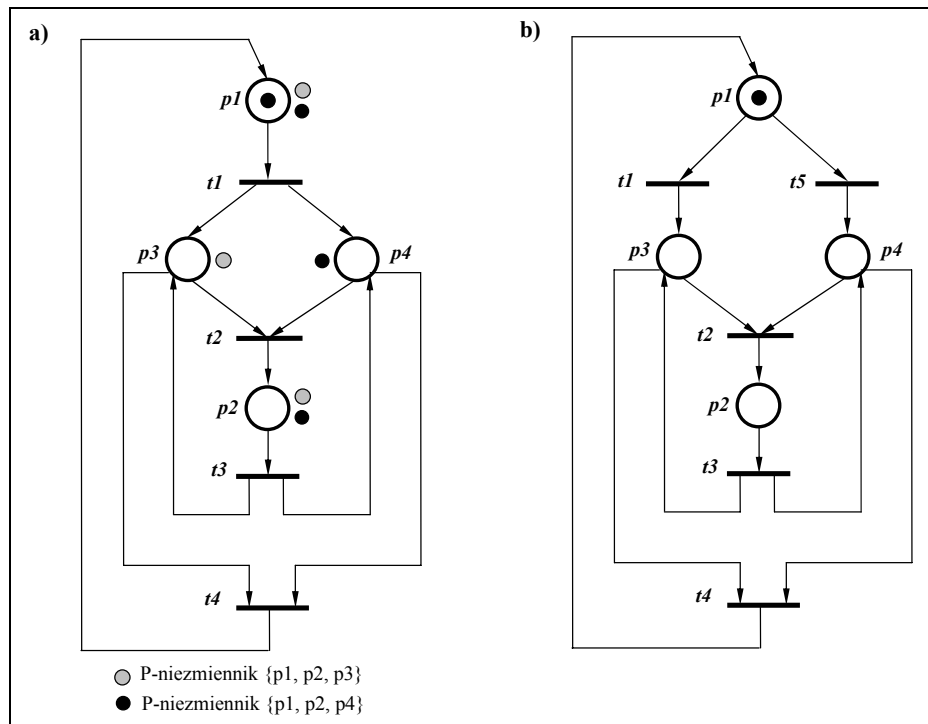 a)
p1
t1
p3
p4
t2
p2
t3
t4
P-niezmiennik {p1, p2, p3}
P-niezmiennik {p1, p2, p4}
b)
p1
t1
t5
p3
p4
t2
p2
t3
t4